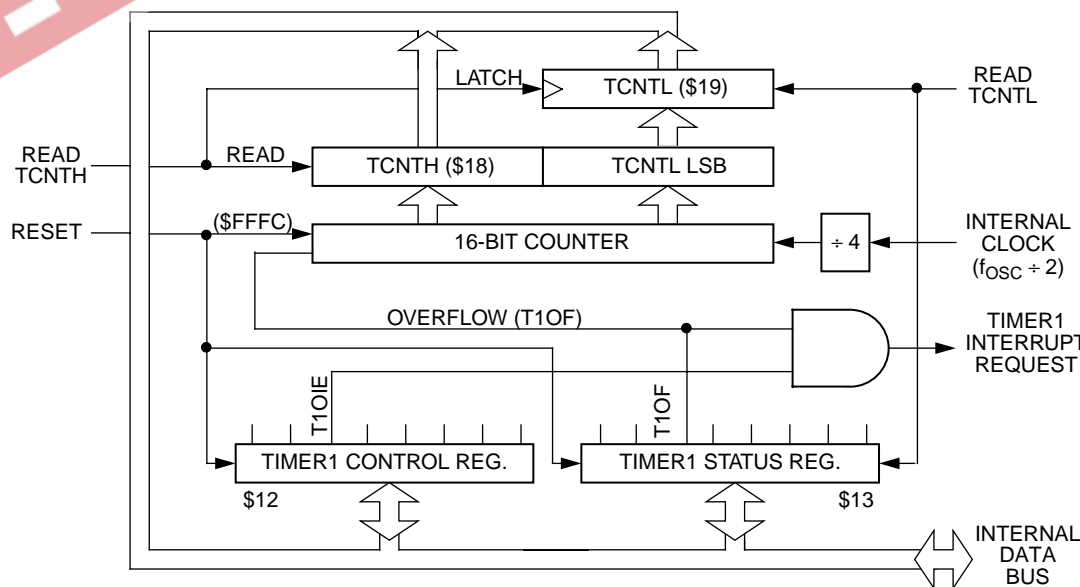 LATCH
TCNTL ($19)
READ
TCNTL
READ
TCNTH
READ
TCNTH ($18)
TCNTL LSB
RESET
($FFFC)
16-BIT COUNTER
÷ 4
INTERNAL
CLOCK
(fOSC ÷ 2)
OVERFLOW (T1OF)
TIMER1
INTERRUPT
REQUEST
T1OIE
T1OF
TIMER1 CONTROL REG.
TIMER1 STATUS REG.
$12
$13
INTERNAL
DATA
BUS